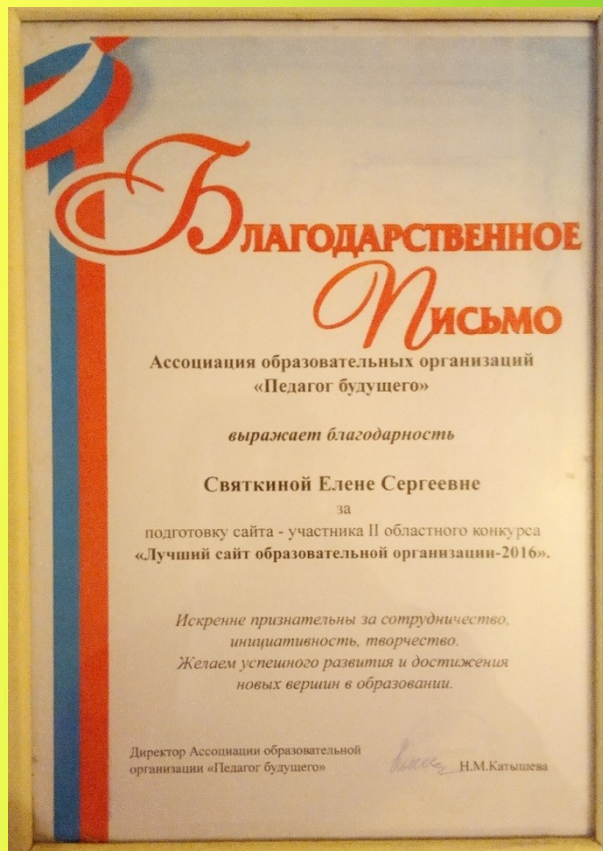 Благодарственное
Письмо
Ассоциация образовательных организаций
«Педагог будущего»
выражает благодарность
Святкиной Елене Сергеевне
за
подготовку сайта - участника II областного конкурса
«Лучший сайт образовательной организации-2016».
Искренне признательны за сотрудничество,
инициативность, творчество.
Желаем успешного развития и достижения
новых вершин в образовании.
Директор Ассоциации образовательной
организации «Педагог будущего» Н.М.Катышева